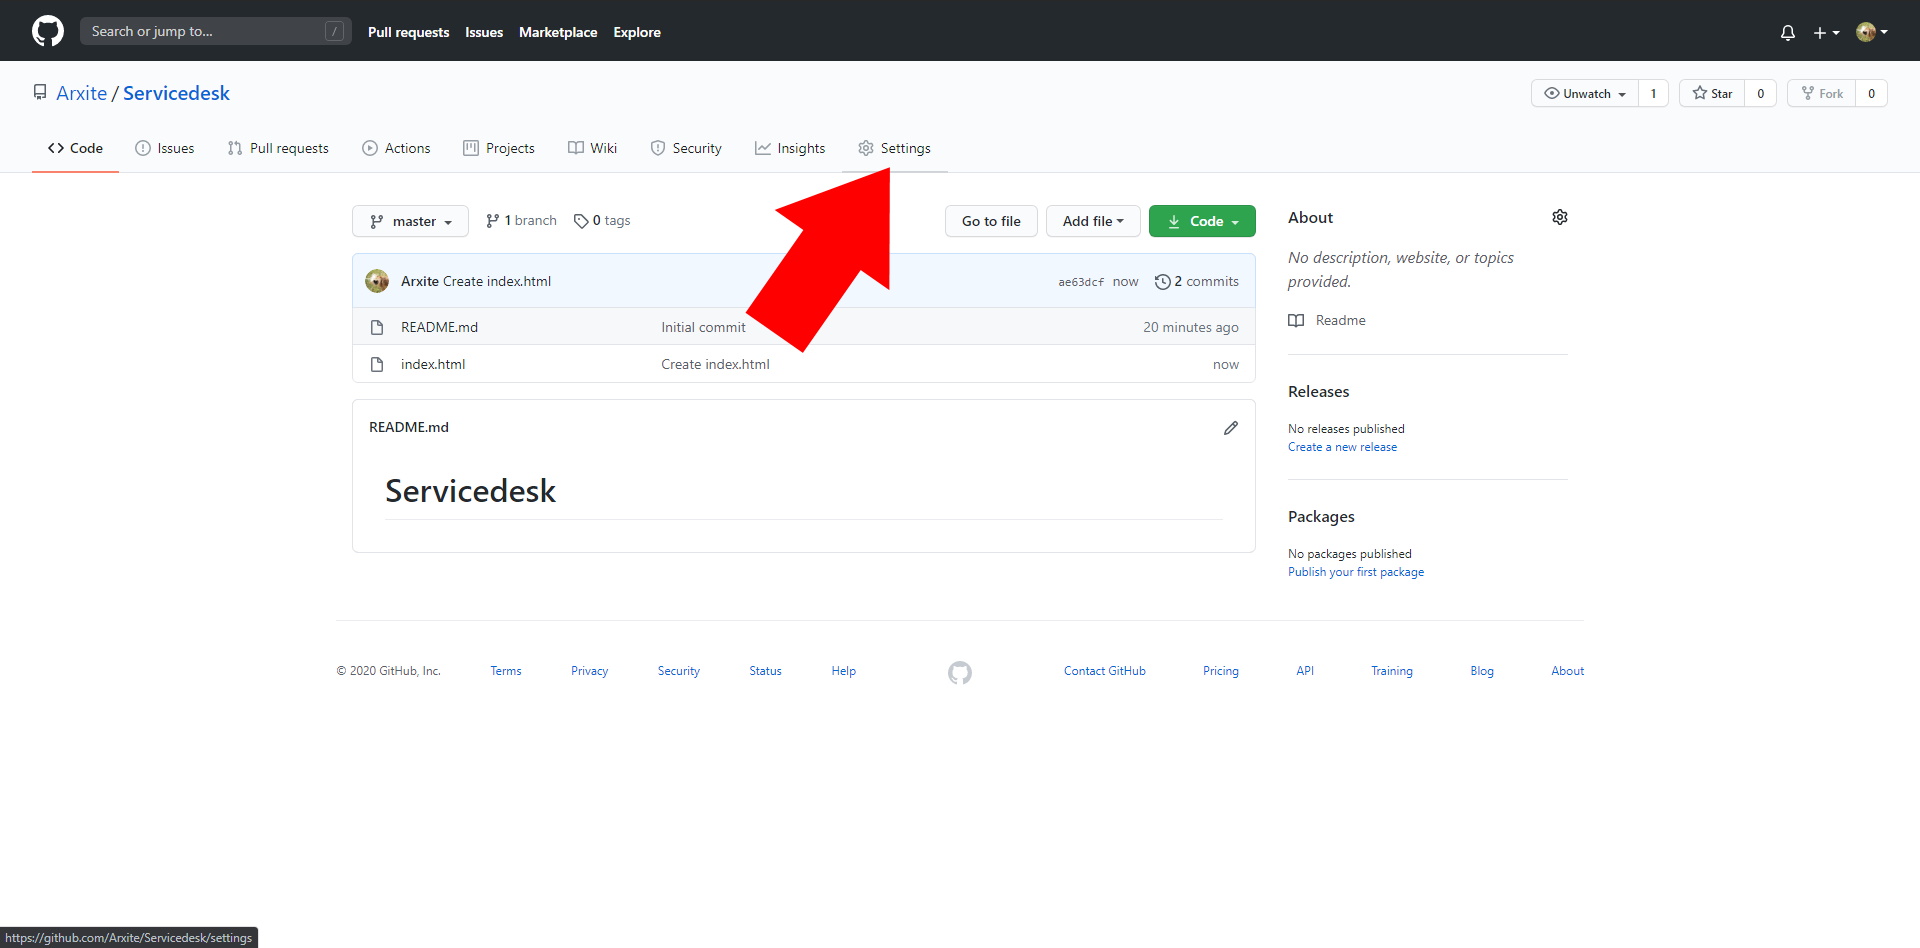 Search or jump to... /
Pull requests Issues Marketplace Explore
Arxite / Servicedesk
Unwatch 1 Star 0 Fork 0
Code Issues Pull requests Actions Projects Wiki Security Insights Settings
master 1 branch 0 tags Go to file Add file Code
Arxite Create index.html ae63dcf now 2 commits
README.md Initial commit 20 minutes ago
index.html Create index.html now
README.md
Servicedesk
About
No description, website, or topics
provided.
Readme
Releases
No releases published
Create a new release
Packages
No packages published
Publish your first package
© 2020 GitHub, Inc. Terms Privacy Security Status Help Contact GitHub Pricing API Training Blog About
https://github.com/Arxite/Servicedesk/settings